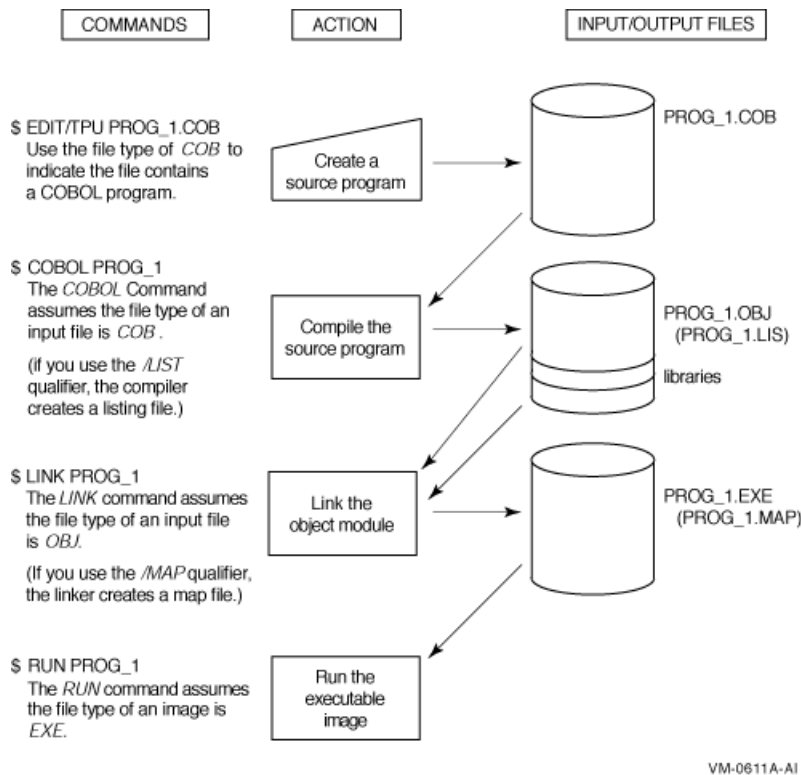 COMMANDS
ACTION
INPUT/OUTPUT FILES
$ EDIT/TPU PROG_1.COB
Use the file type of COB to
indicate the file contains
a COBOL program.
Create a
source program
PROG_1.COB
$ COBOL PROG_1
The COBOL Command
assumes the file type of an
input file is COB .
(if you use the /LIST
qualifier, the compiler
creates a listing file.)
Compile the
source program
PROG_1.OBJ
(PROG_1.LIS)
libraries
$ LINK PROG_1
The LINK command assumes
the file type of an input file
is OBJ.
(If you use the /MAP qualifier,
the linker creates a map file.)
Link the
object module
PROG_1.EXE
(PROG_1.MAP)
$ RUN PROG_1
The RUN command assumes
the file type of an image is
EXE.
Run the
executable
image
VM-0611A-AI